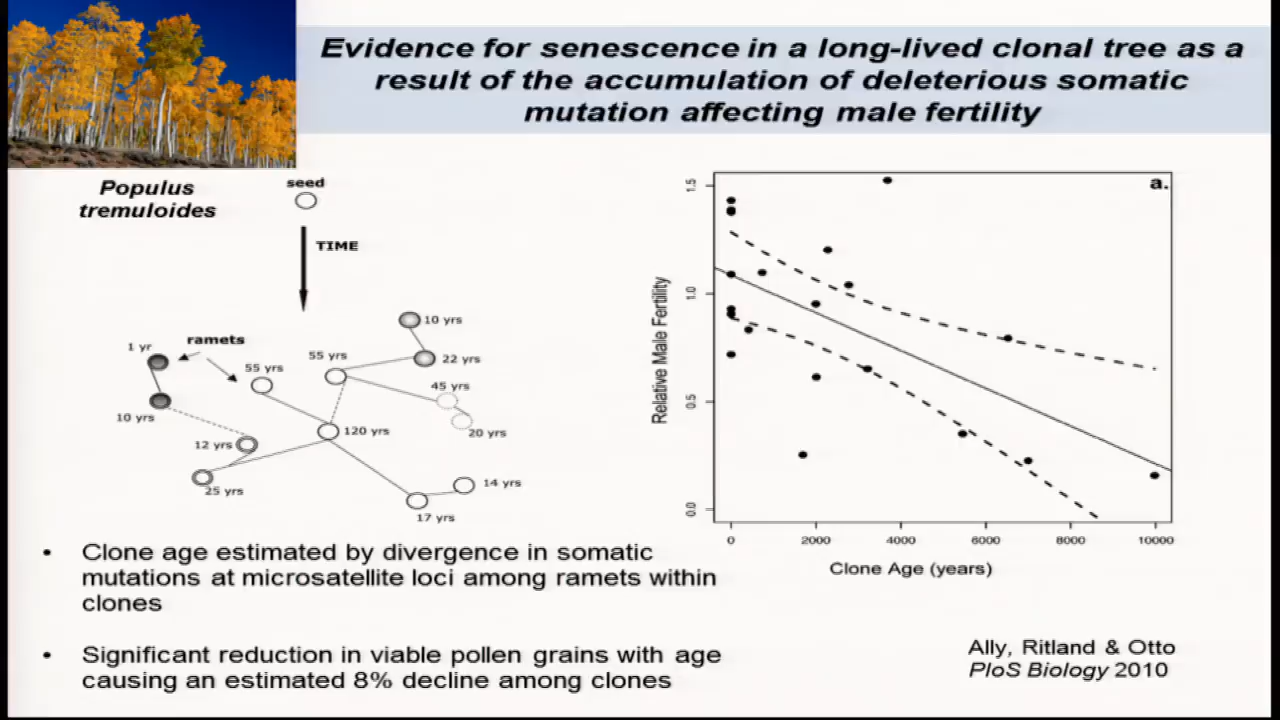 Evidence for senescence in a long-lived clonal tree as a
result of the accumulation of deleterious somatic
mutation affecting male fertility
Populus
tremuloides
seed
TIME
ramets
1 yr
10 yrs
55 yrs
55 yrs
10 yrs
22 yrs
45 yrs
20 yrs
12 yrs
25 yrs
120 yrs
14 yrs
17 yrs
a.
Relative Male Fertility
1.5
1.0
0.5
0.0
0 2000 4000 6000 8000 10000
Clone Age (years)
• Clone age estimated by divergence in somatic
mutations at microsatellite loci among ramets within
clones
• Significant reduction in viable pollen grains with age
causing an estimated 8% decline among clones
Ally, Ritland & Otto
PloS Biology 2010